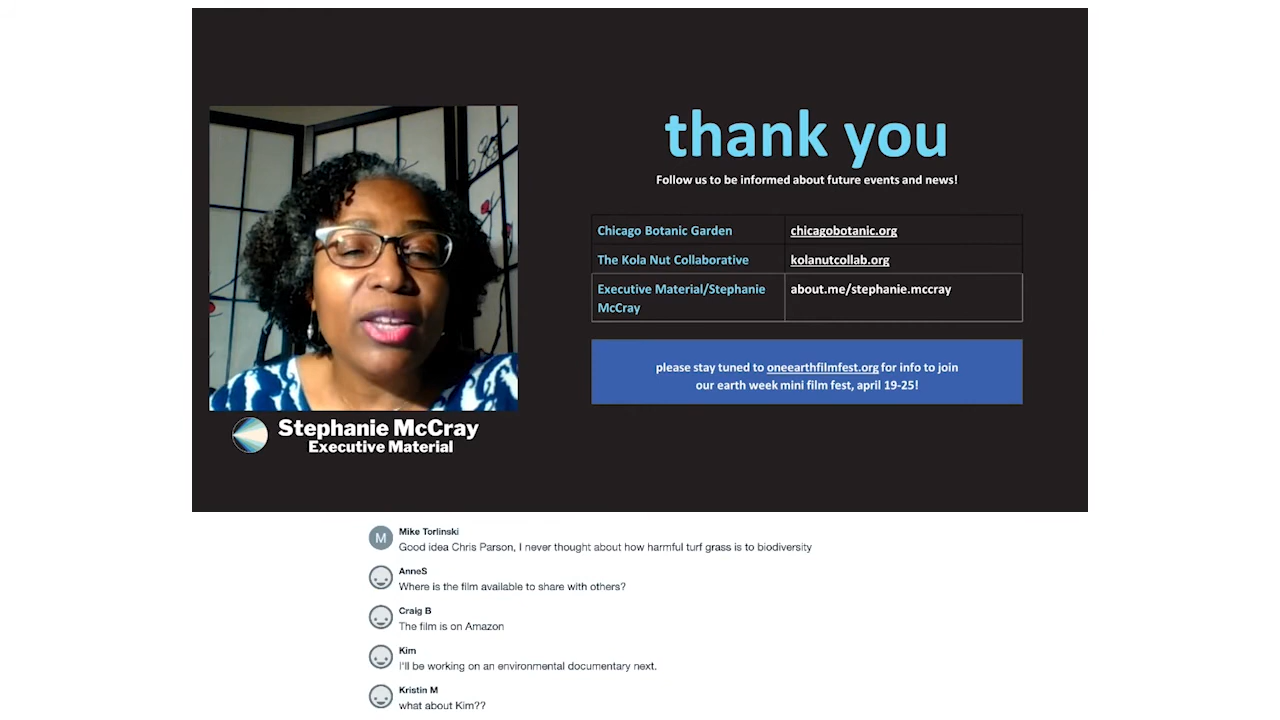 thank you
Follow us to be informed about future events and news!
Chicago Botanic Garden
chicagobotanic.org
The Kola Nut Collaborative
kolanutcollab.org
Executive Material/Stephanie
McCray
about.me/stephanie.mccray
please stay tuned to oneearthfilmfest.org for info to join
our earth week mini film fest, april 19-25!
Stephanie McCray
Executive Material
M
Mike Torlinski
Good idea Chris Parson, I never thought about how harmful turf grass is to biodiversity
AnneS
Where is the film available to share with others?
Craig B
The film is on Amazon
Kim
I'll be working on an environmental documentary next.
Kristin M
what about Kim??